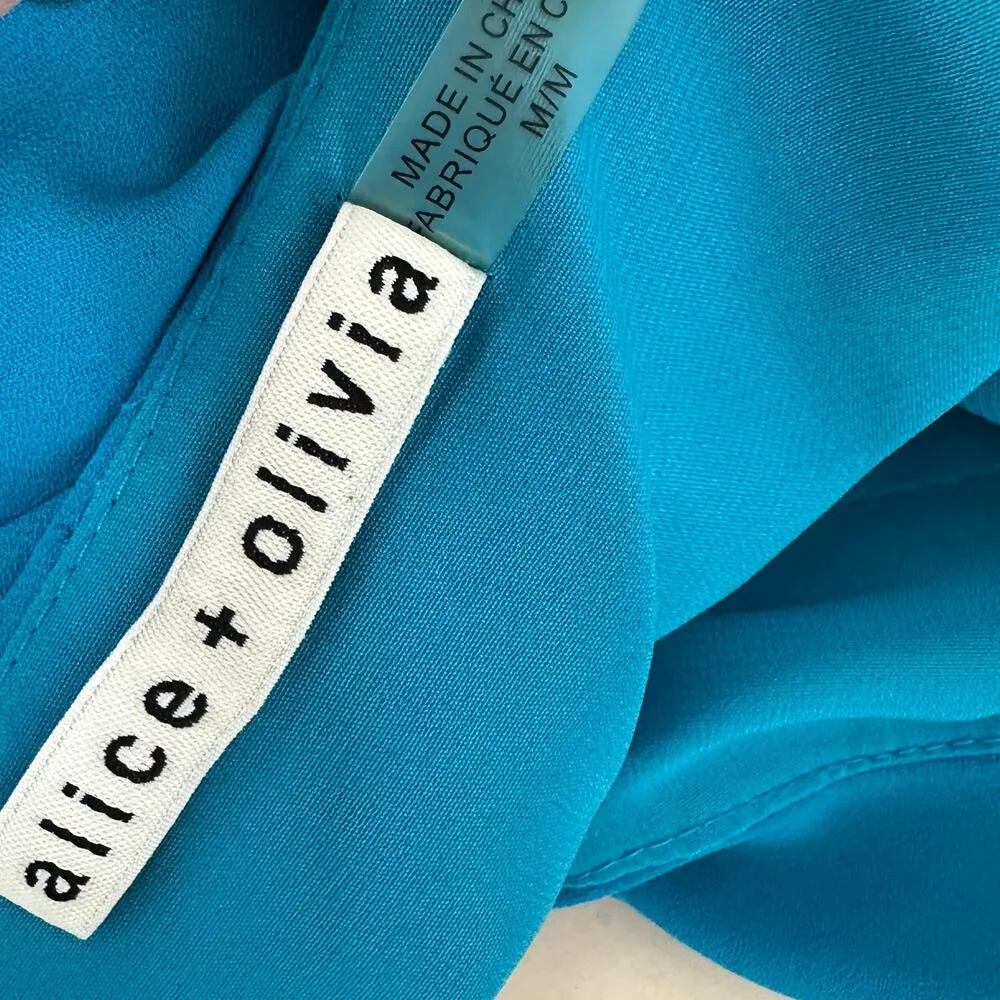 MADE IN CH
FABRIQUÉ EN C
M/M
alice + olivia